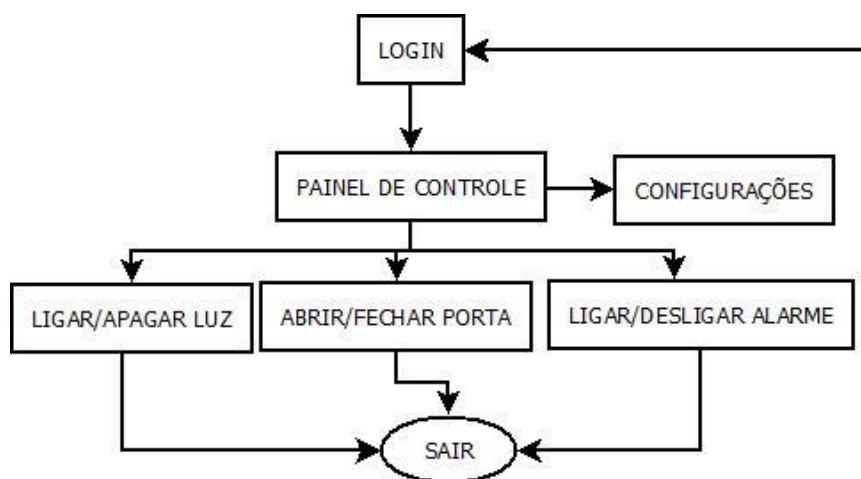 LOGIN
PAINEL DE CONTROLE
CONFIGURAÇÕES
LIGAR/APAGAR LUZ
ABRIR/FECHAR PORTA
LIGAR/DESLIGAR ALARME
SAIR